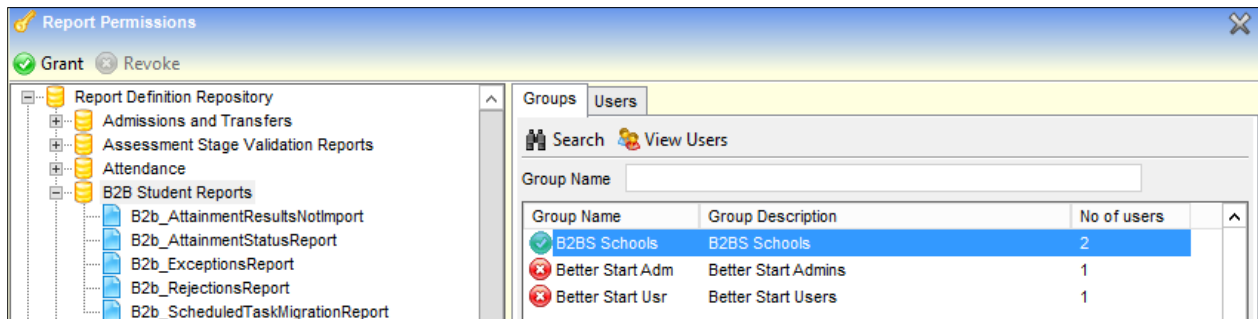 Report Permissions
Grant Revoke
Report Definition Repository
Admissions and Transfers
Assessment Stage Validation Reports
Attendance
B2B Student Reports
B2b_AttainmentResultsNotImport
B2b_AttainmentStatusReport
B2b_ExceptionsReport
B2b_RejectionsReport
B2b_ScheduledTaskMigrationReport
Groups Users
Search View Users
Group Name
Group Name Group Description No of users
B2BS Schools B2BS Schools 2
Better Start Adm Better Start Admins 1
Better Start Usr Better Start Users 1